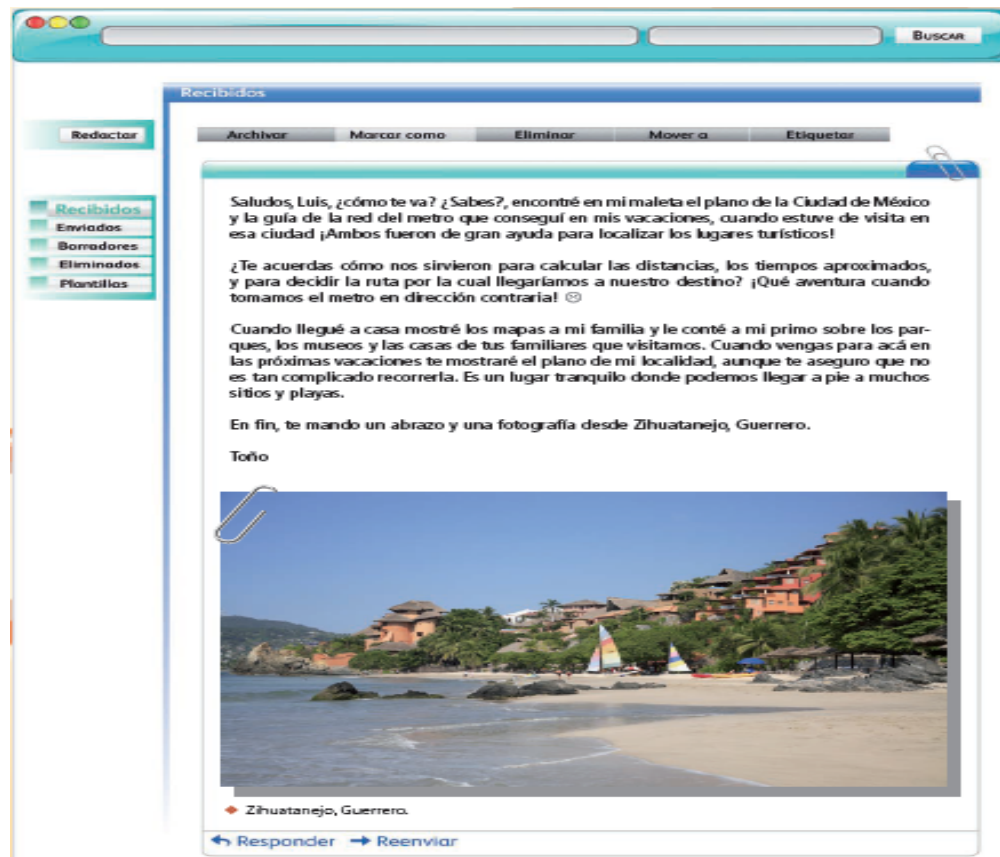 BUSCAR
Recibidos
Redactar
Archivar Marcar como Eliminar Mover a Etiquetar
Recibidos
Enviados
Borradores
Eliminados
Plantillas
Saludos, Luis, ¿cómo te va? ¿Sabes?, encontré en mi maleta el plano de la Ciudad de México
y la guía de la red del metro que conseguí en mis vacaciones, cuando estuve de visita en
esa ciudad ¡Ambos fueron de gran ayuda para localizar los lugares turísticos!
¿Te acuerdas cómo nos sirvieron para calcular las distancias, los tiempos aproximados,
y para decidir la ruta por la cual llegaríamos a nuestro destino? ¡Qué aventura cuando
tomamos el metro en dirección contraria! ☹
Cuando llegué a casa mostré los mapas a mi familia y le conté a mi primo sobre los par-
ques, los museos y las casas de tus familiares que visitamos. Cuando vengas para acá en
las próximas vacaciones te mostraré el plano de mi localidad, aunque te aseguro que no
es tan complicado recorrerla. Es un lugar tranquilo donde podemos llegar a pie a muchos
sitios y playas.
En fin, te mando un abrazo y una fotografía desde Zihuatanejo, Guerrero.
Toño
Zihuatanejo, Guerrero.
Responder Reenviar